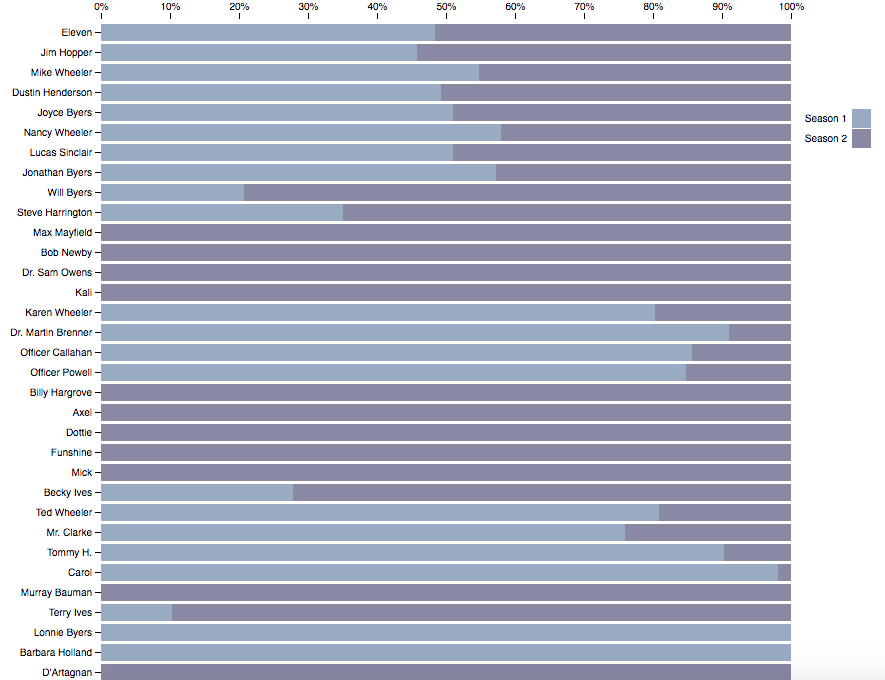 0% 10% 20% 30% 40% 50% 60% 70% 80% 90% 100%
Eleven
Jim Hopper
Mike Wheeler
Dustin Henderson
Joyce Byers
Nancy Wheeler
Lucas Sinclair
Jonathan Byers
Will Byers
Steve Harrington
Max Mayfield
Bob Newby
Dr. Sam Owens
Kali
Karen Wheeler
Dr. Martin Brenner
Officer Callahan
Officer Powell
Billy Hargrove
Axel
Dottie
Funshine
Mick
Becky Ives
Ted Wheeler
Mr. Clarke
Tommy H.
Carol
Murray Bauman
Terry Ives
Lonnie Byers
Barbara Holland
D'Artagnan
Season 1
Season 2